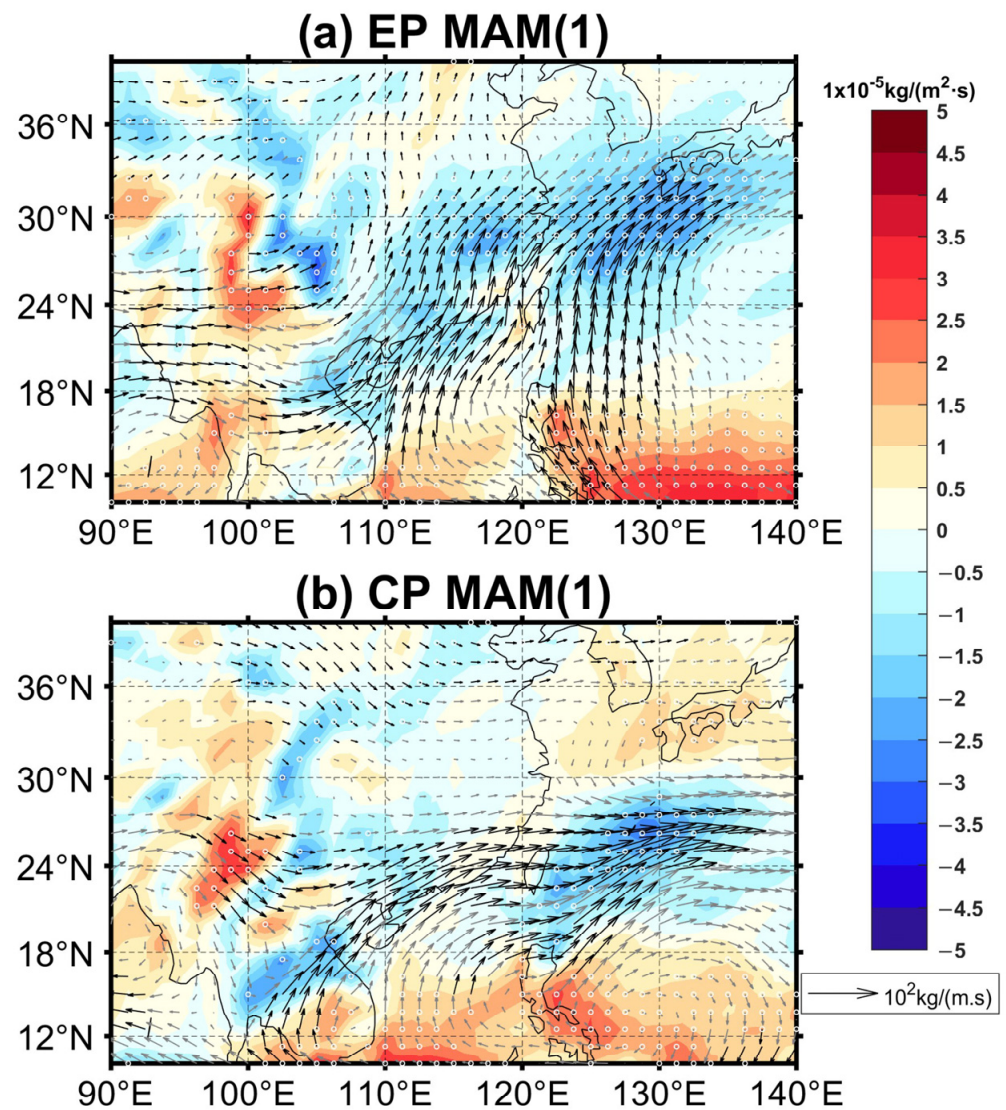 (a) EP MAM(1)
36°N
30°N
24°N
18°N
12°N
90°E 100°E 110°E 120°E 130°E 140°E
(b) CP MAM(1)
36°N
30°N
24°N
18°N
12°N
90°E 100°E 110°E 120°E 130°E 140°E
1x10⁻⁵kg/(m²·s)
5
4.5
4
3.5
3
2.5
2
1.5
1
0.5
0
−0.5
−1
−1.5
−2
−2.5
−3
−3.5
−4
−4.5
−5
10²kg/(m.s)